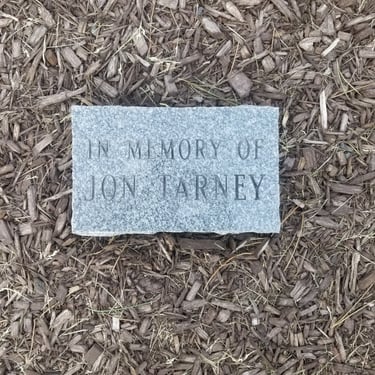 IN MEMORY OF
JON TARNEY